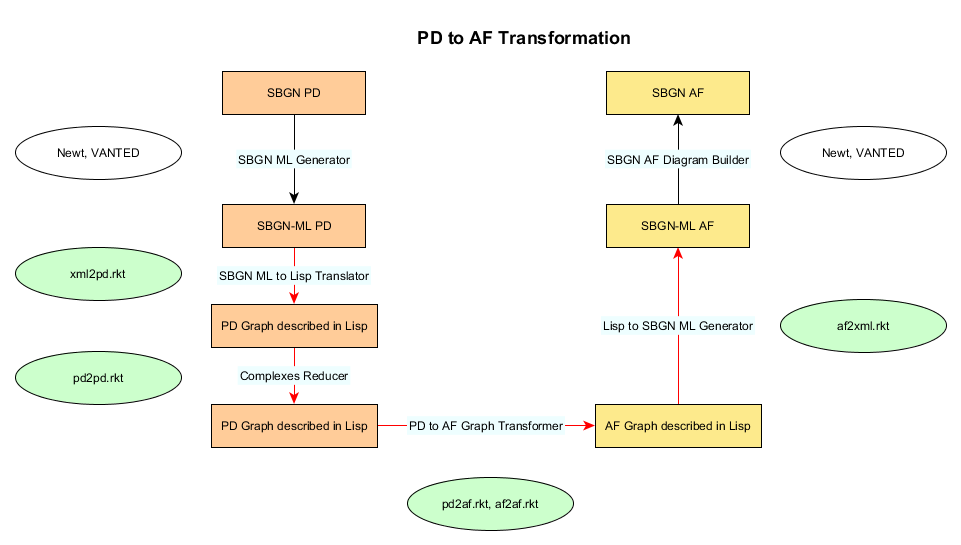 PD to AF Transformation
SBGN PD
SBGN AF
Newt, VANTED
SBGN ML Generator
SBGN AF Diagram Builder
Newt, VANTED
SBGN-ML PD
SBGN-ML AF
xml2pd.rkt
SBGN ML to Lisp Translator
PD Graph described in Lisp
Lisp to SBGN ML Generator
af2xml.rkt
pd2pd.rkt
Complexes Reducer
PD Graph described in Lisp
PD to AF Graph Transformer
AF Graph described in Lisp
pd2af.rkt, af2af.rkt